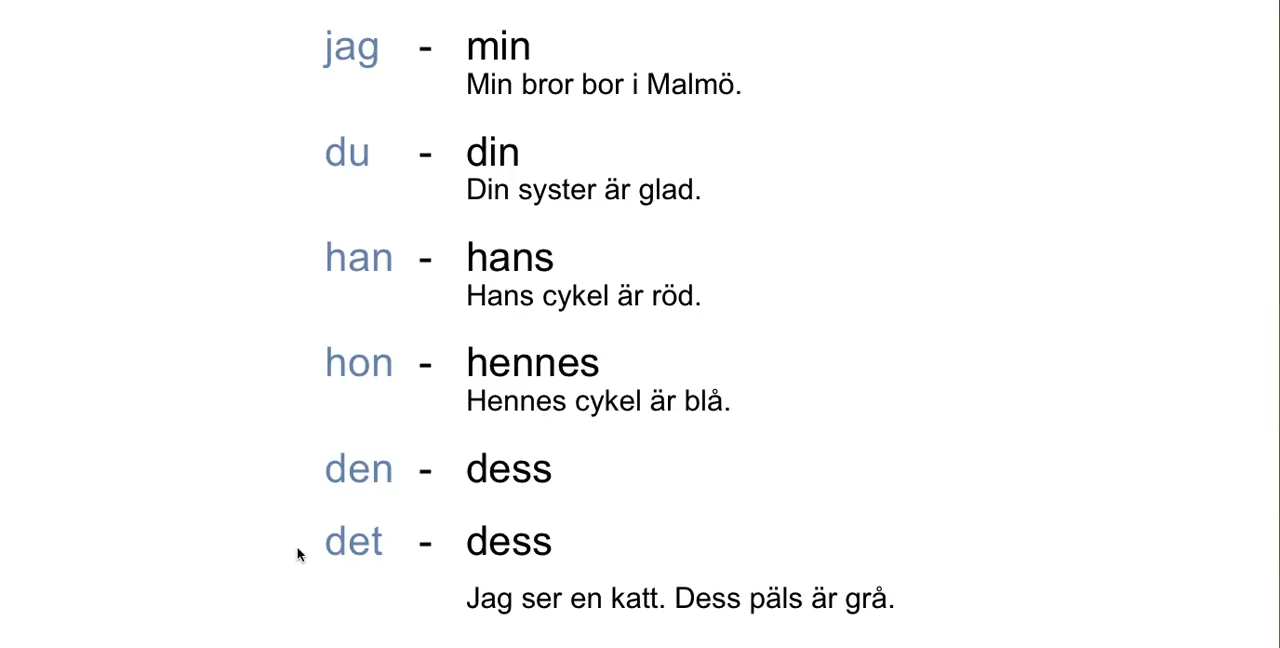 jag - min
Min bror bor i Malmö.
du - din
Din syster är glad.
han - hans
Hans cykel är röd.
hon - hennes
Hennes cykel är blå.
den - dess
det - dess
Jag ser en katt. Dess päls är grå.